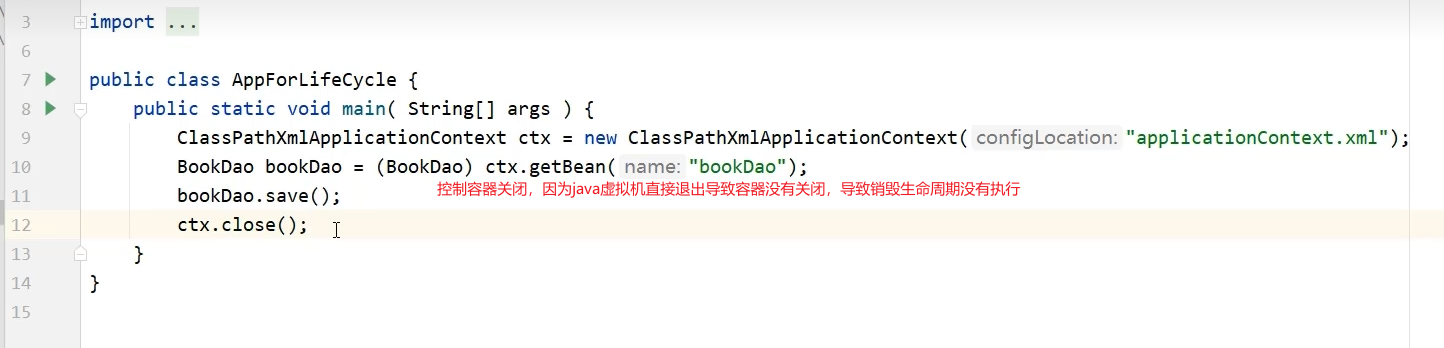 3 import ...
6
7 public class AppForLifeCycle {
8 public static void main( String[] args ) {
9 ClassPathXmlApplicationContext ctx = new ClassPathXmlApplicationContext( configLocation: "applicationContext.xml");
10 BookDao bookDao = (BookDao) ctx.getBean( name: "bookDao");
控制容器关闭，因为java虚拟机直接退出导致容器没有关闭，导致销毁生命周期没有执行
11 bookDao.save();
12 ctx.close();
13 }
14 }
15